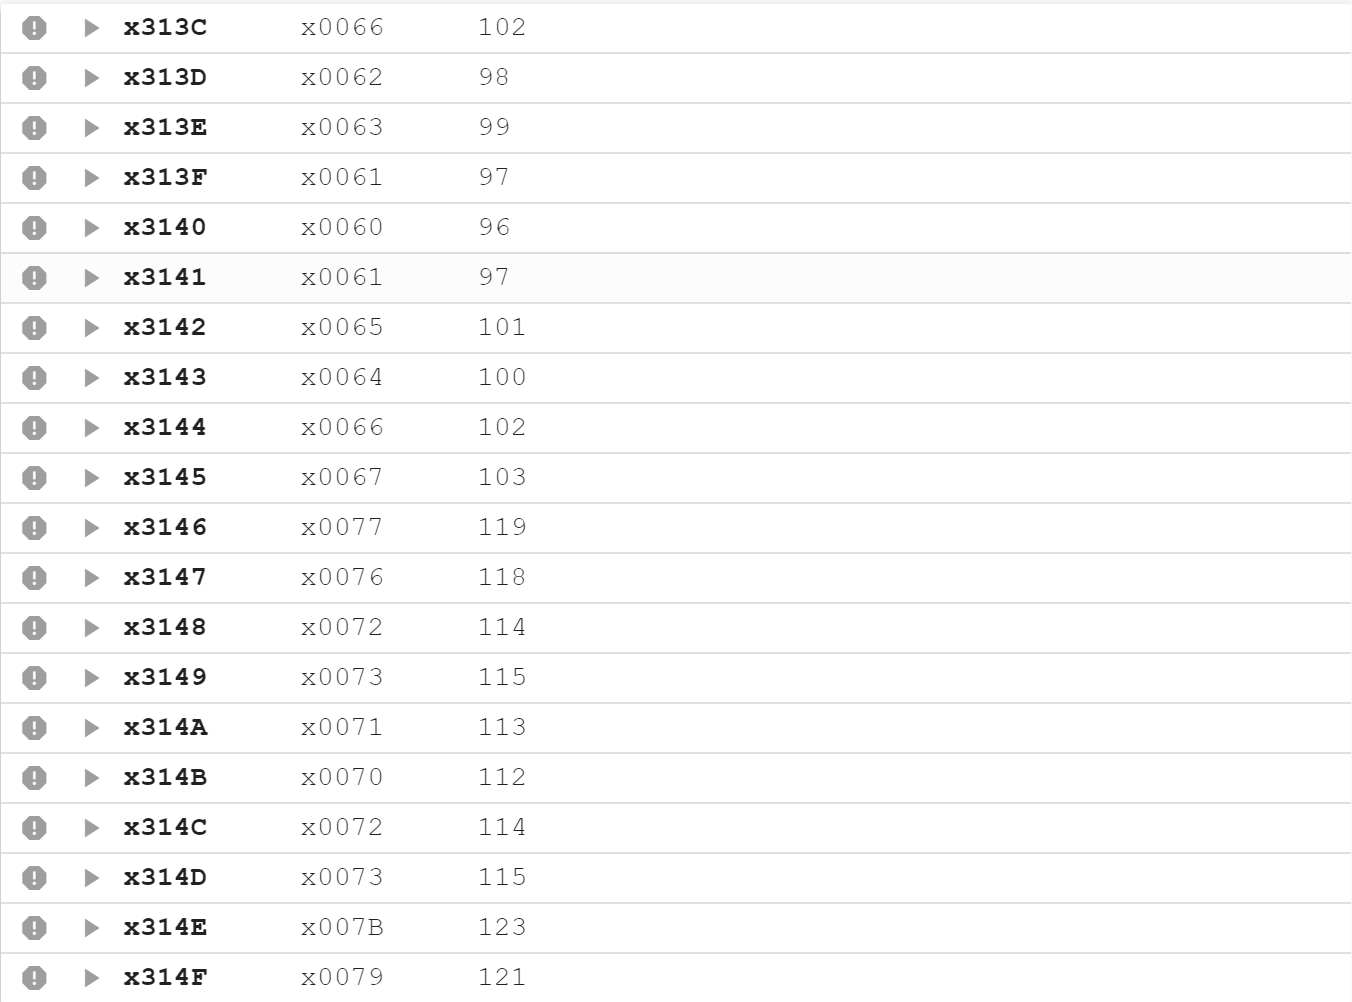 x313C x0066 102
x313D x0062 98
x313E x0063 99
x313F x0061 97
x3140 x0060 96
x3141 x0061 97
x3142 x0065 101
x3143 x0064 100
x3144 x0066 102
x3145 x0067 103
x3146 x0077 119
x3147 x0076 118
x3148 x0072 114
x3149 x0073 115
x314A x0071 113
x314B x0070 112
x314C x0072 114
x314D x0073 115
x314E x007B 123
x314F x0079 121